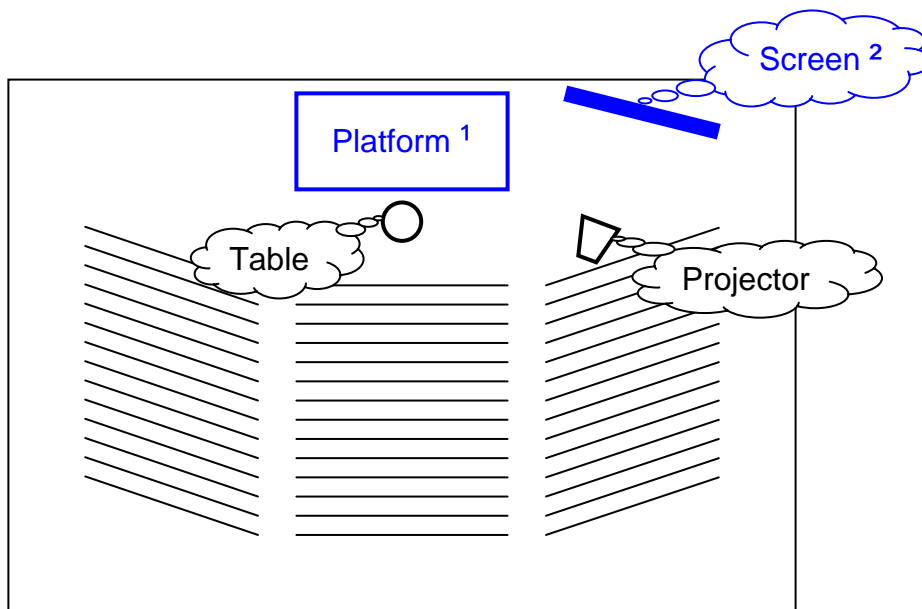 Screen ²
Platform ¹
Table
Projector